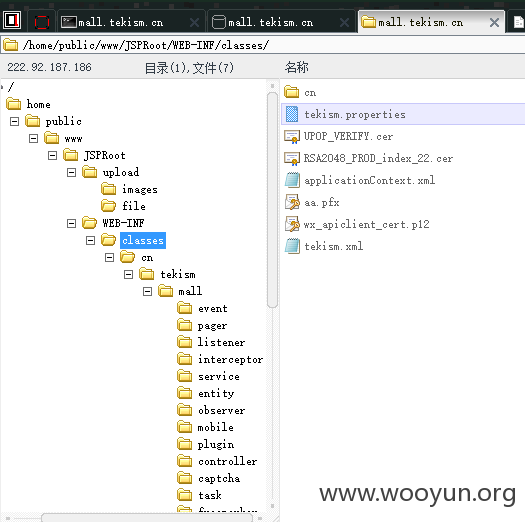 mall.tekism.cn
mall.tekism.cn
mall.tekism.cn
/home/public/www/JSPRoot/WEB-INF/classes/
222.92.187.186
目录(1),文件(7)
名称
/
home
public
www
JSPRoot
upload
images
file
WEB-INF
classes
cn
tekism
mall
event
pager
listener
interceptor
service
entity
observer
mobile
plugin
controller
captcha
task
cn
tekism.properties
UPOP_VERIFY.cer
RSA2048_PROD_index_22.cer
applicationContext.xml
aa.pfx
wx_apiclient_cert.p12
tekism.xml
www.wooyun.org